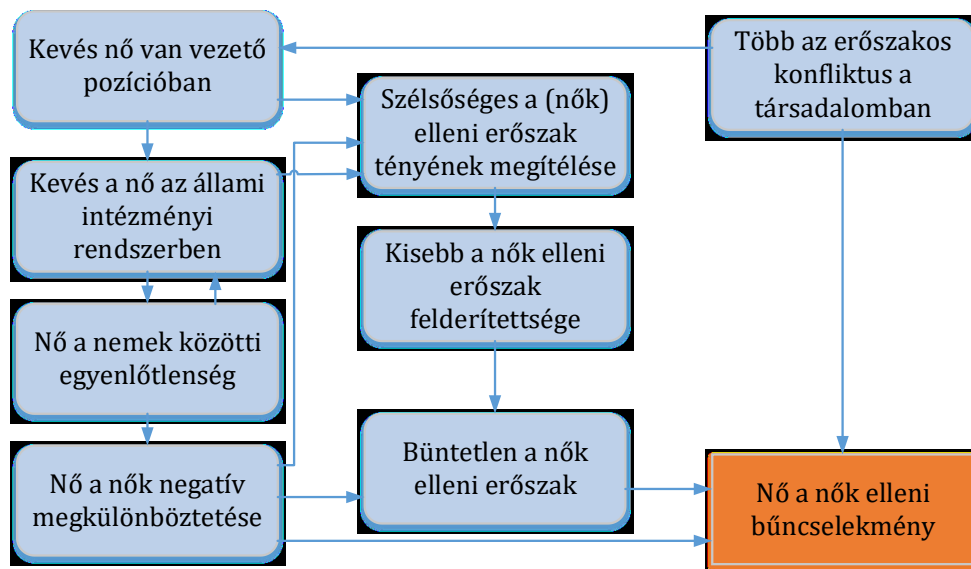 Kevés nő van vezető
pozícióban
Több az erőszakos
konfliktus a
társadalomban
Szélsőséges a (nők)
elleni erőszak
tényének megítélése
Kevés a nő az állami
intézményi
rendszerben
Kisebb a nők elleni
erőszak
felderítettsége
Nő a nemek közötti
egyenlőtlenség
Büntetlen a nők
elleni erőszak
Nő a nők negatív
megkülönböztetése
Nő a nők elleni
bűncselekmény